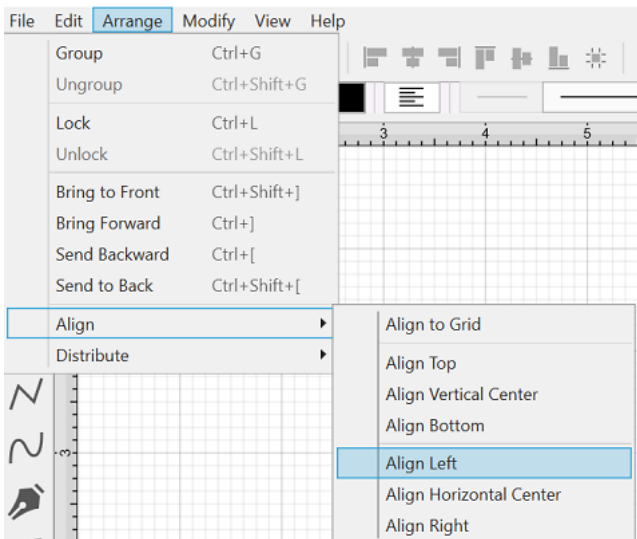 File Edit Arrange Modify View Help
Group Ctrl+G
Ungroup Ctrl+Shift+G
Lock Ctrl+L
Unlock Ctrl+Shift+L
3 4 5
Bring to Front Ctrl+Shift+]
Bring Forward Ctrl+]
Send Backward Ctrl+[
Send to Back Ctrl+Shift+[
Align
Align to Grid
Distribute
Align Top
Align Vertical Center
Align Bottom
3
Align Left
Align Horizontal Center
Align Right